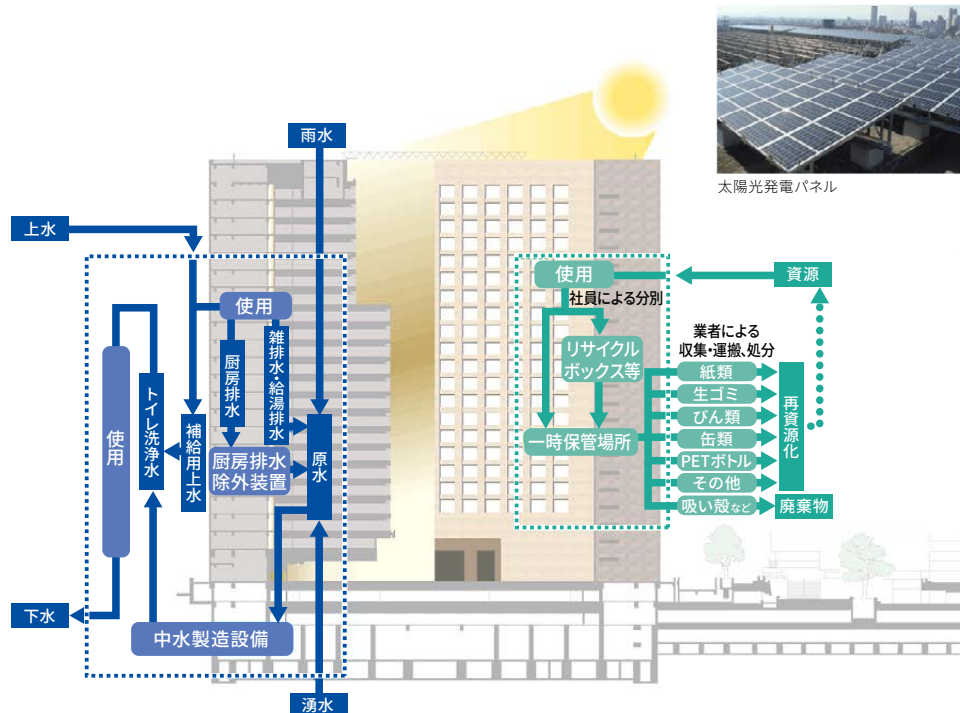 太陽光発電パネル
雨水
上水
使用
厨房排水
雑排水・給湯排水
使用
トイレ洗浄水
補給用上水
厨房排水
除外装置
原水
下水
中水製造設備
湧水
使用
資源
社員による分別
リサイクル
ボックス等
一時保管場所
業者による
収集・運搬、処分
紙類
生ゴミ
びん類
缶類
PETボトル
その他
吸い殻など
再資源化
廃棄物